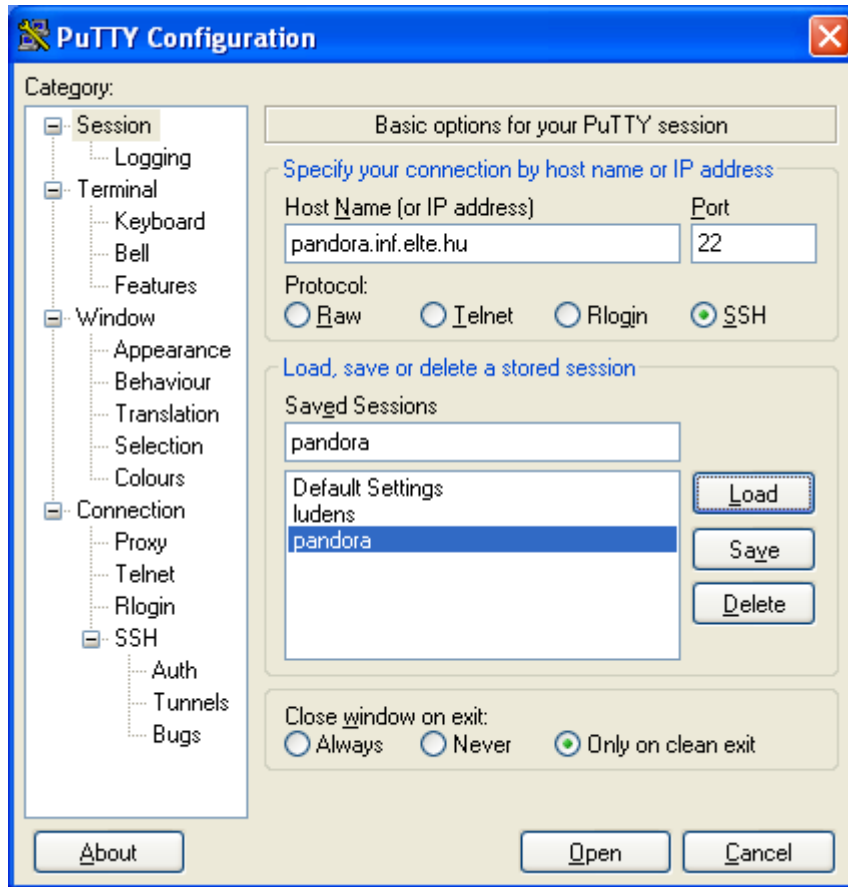 PuTTY Configuration
Category:
Session
Logging
Terminal
Keyboard
Bell
Features
Window
Appearance
Behaviour
Translation
Selection
Colours
Connection
Proxy
Telnet
Rlogin
SSH
Auth
Tunnels
Bugs
Basic options for your PuTTY session
Specify your connection by host name or IP address
Host Name (or IP address) Port
pandora.inf.elte.hu 22
Protocol:
Raw Telnet Rlogin SSH
Load, save or delete a stored session
Saved Sessions
pandora
Default Settings
ludens
pandora
Load
Save
Delete
Close window on exit:
Always Never Only on clean exit
About Open Cancel